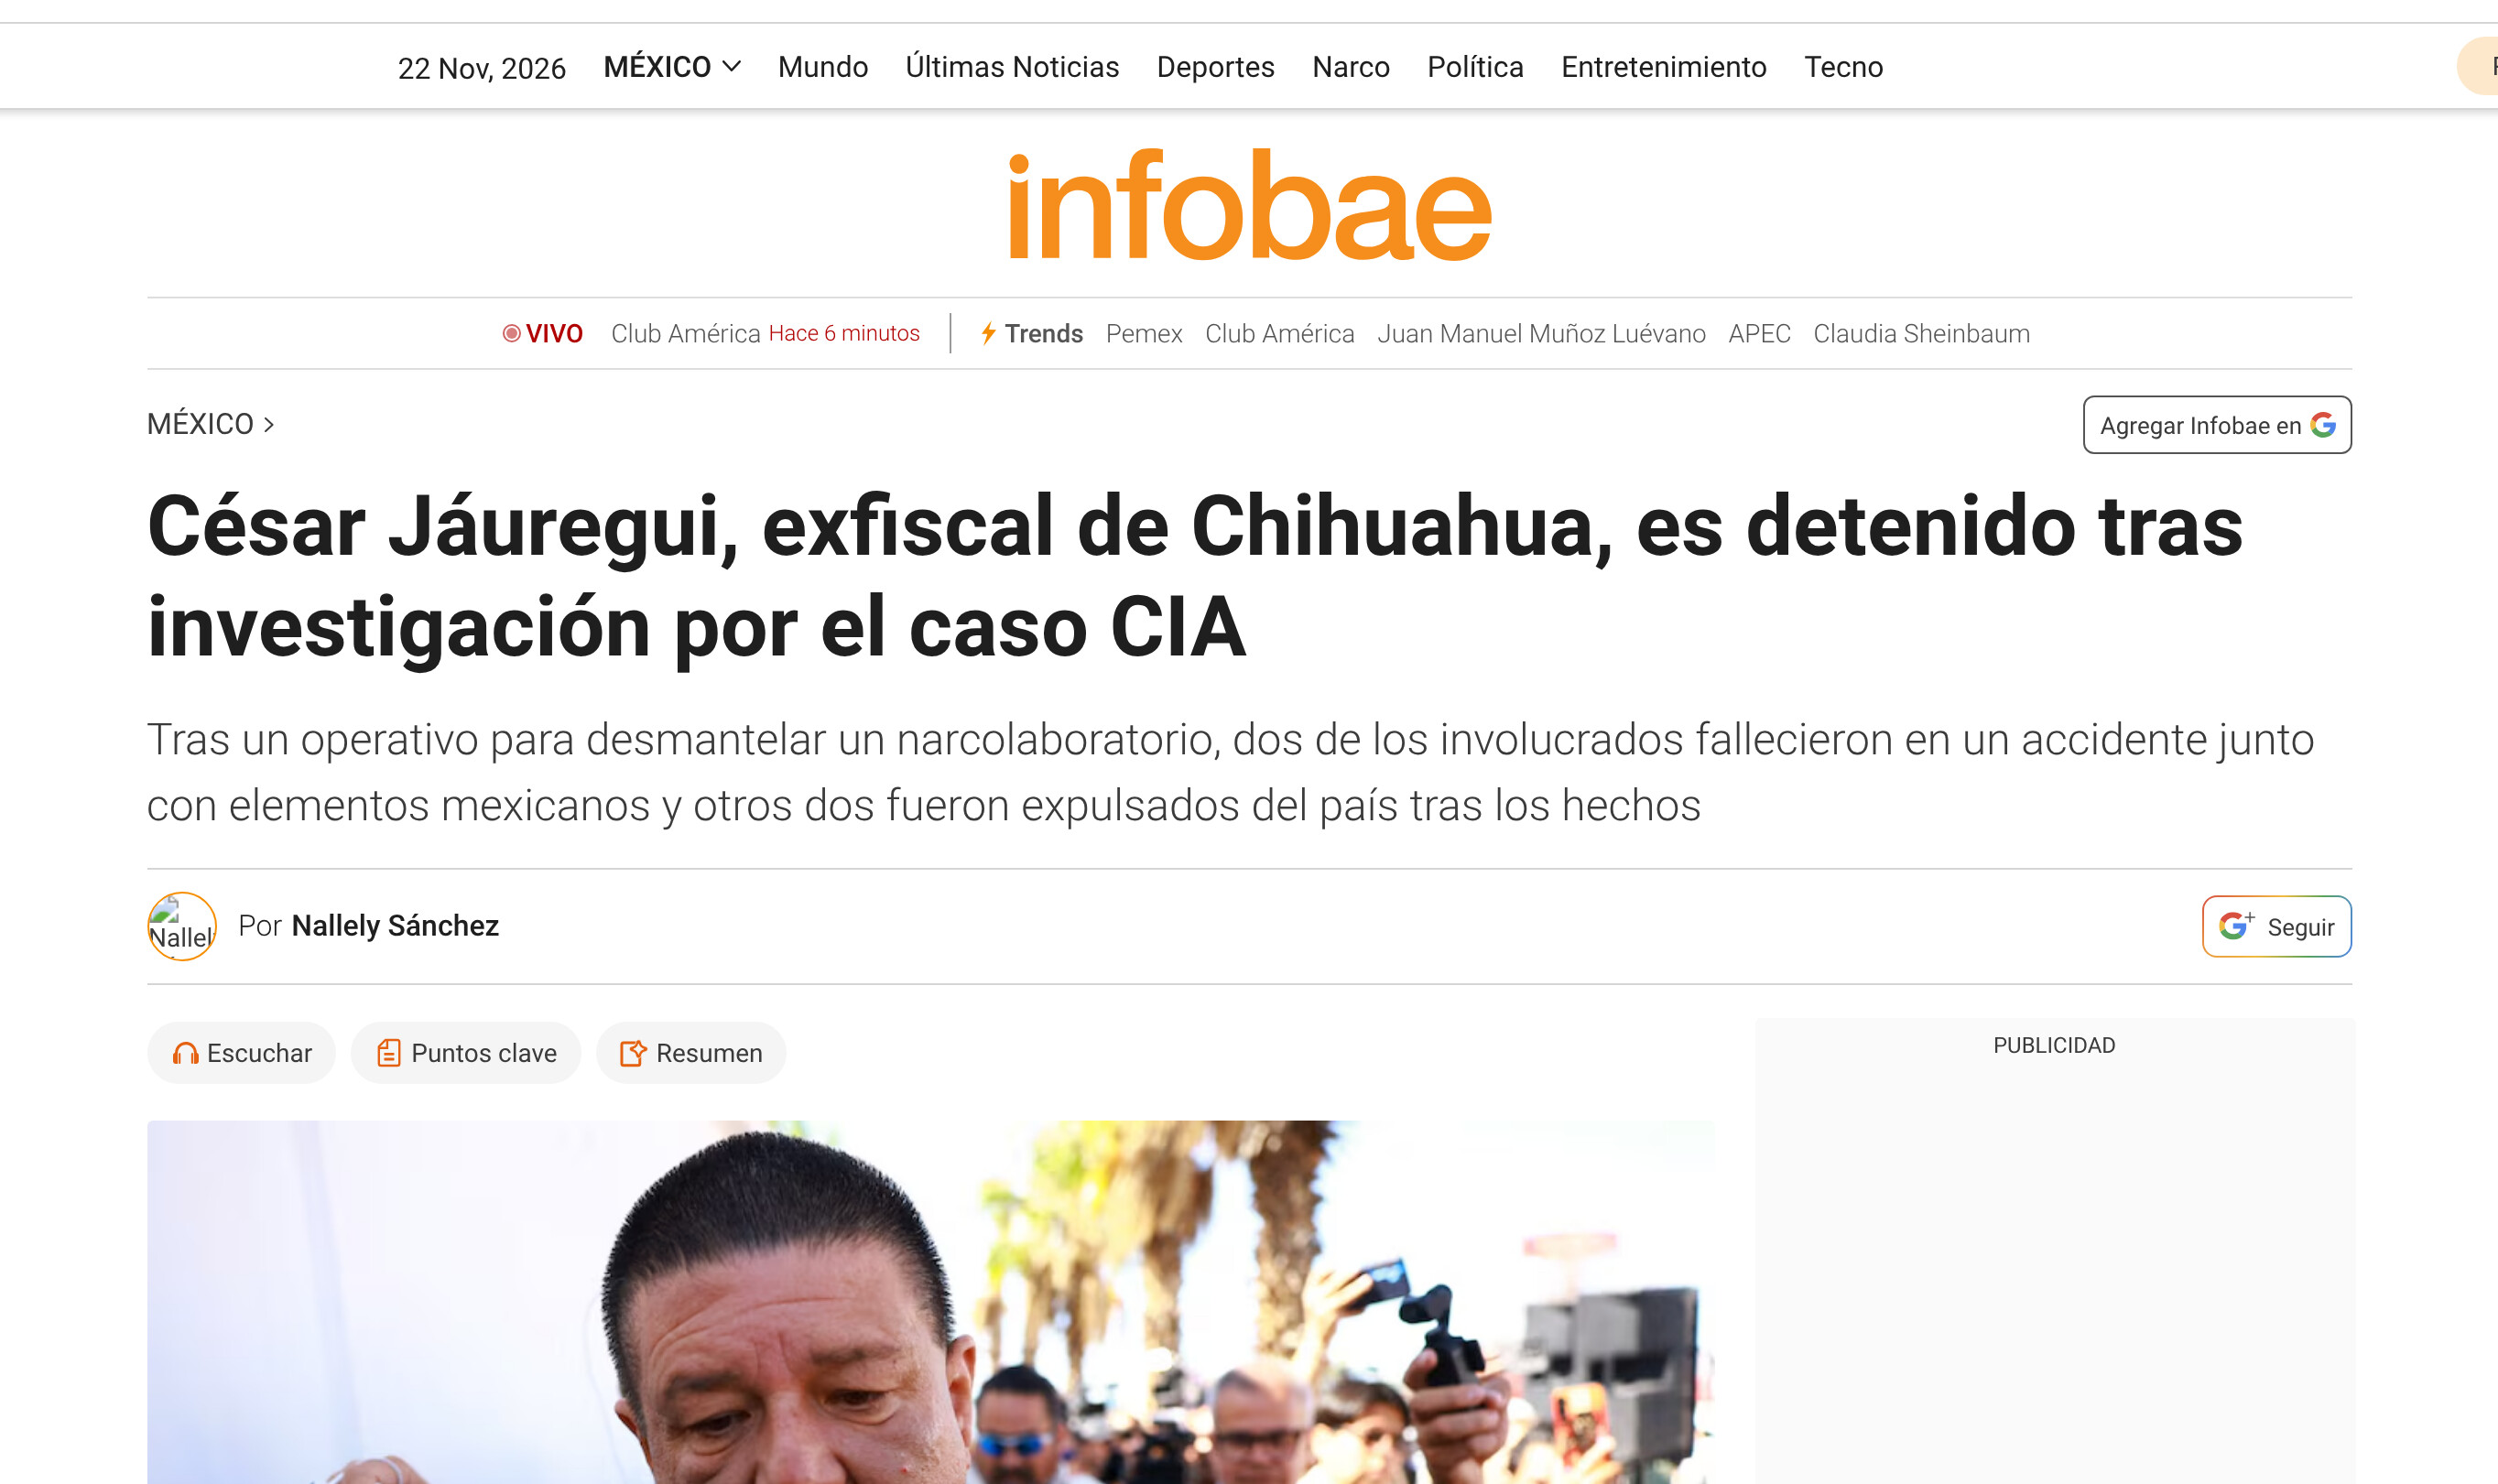 22 Nov, 2026 MÉXICO Mundo Últimas Noticias Deportes Narco Política Entretenimiento Tecno
infobae
VIVO Club América Hace 6 minutos Trends Pemex Club América Juan Manuel Muñoz Luévano APEC Claudia Sheinbaum
MÉXICO >
Agregar Infobae en G
César Jáuregui, exfiscal de Chihuahua, es detenido tras
investigación por el caso CIA
Tras un operativo para desmantelar un narcolaboratorio, dos de los involucrados fallecieron en un accidente junto
con elementos mexicanos y otros dos fueron expulsados del país tras los hechos
Nallel
Por Nallely Sánchez
G+ Seguir
Escuchar Puntos clave Resumen
PUBLICIDAD